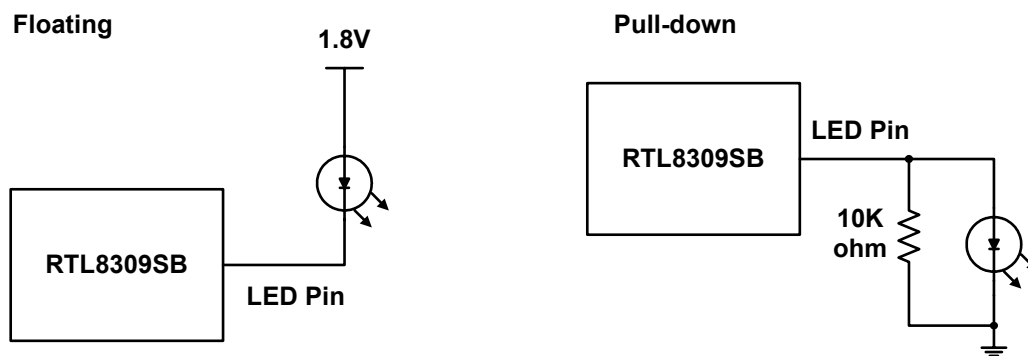 Floating
1.8V
RTL8309SB
LED Pin
Pull-down
LED Pin
RTL8309SB
10K
ohm